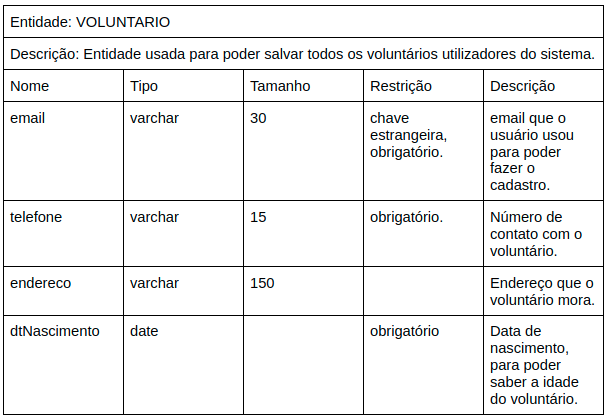 Entidade: VOLUNTARIO
Descrição: Entidade usada para poder salvar todos os voluntários utilizadores do sistema.
Nome Tipo Tamanho Restrição Descrição
email varchar 30 chave estrangeira, obrigatório. email que o usuário usou para poder fazer o cadastro.
telefone varchar 15 obrigatório. Número de contato com o voluntário.
endereco varchar 150 Endereço que o voluntário mora.
dtNascimento date obrigatório Data de nascimento, para poder saber a idade do voluntário.